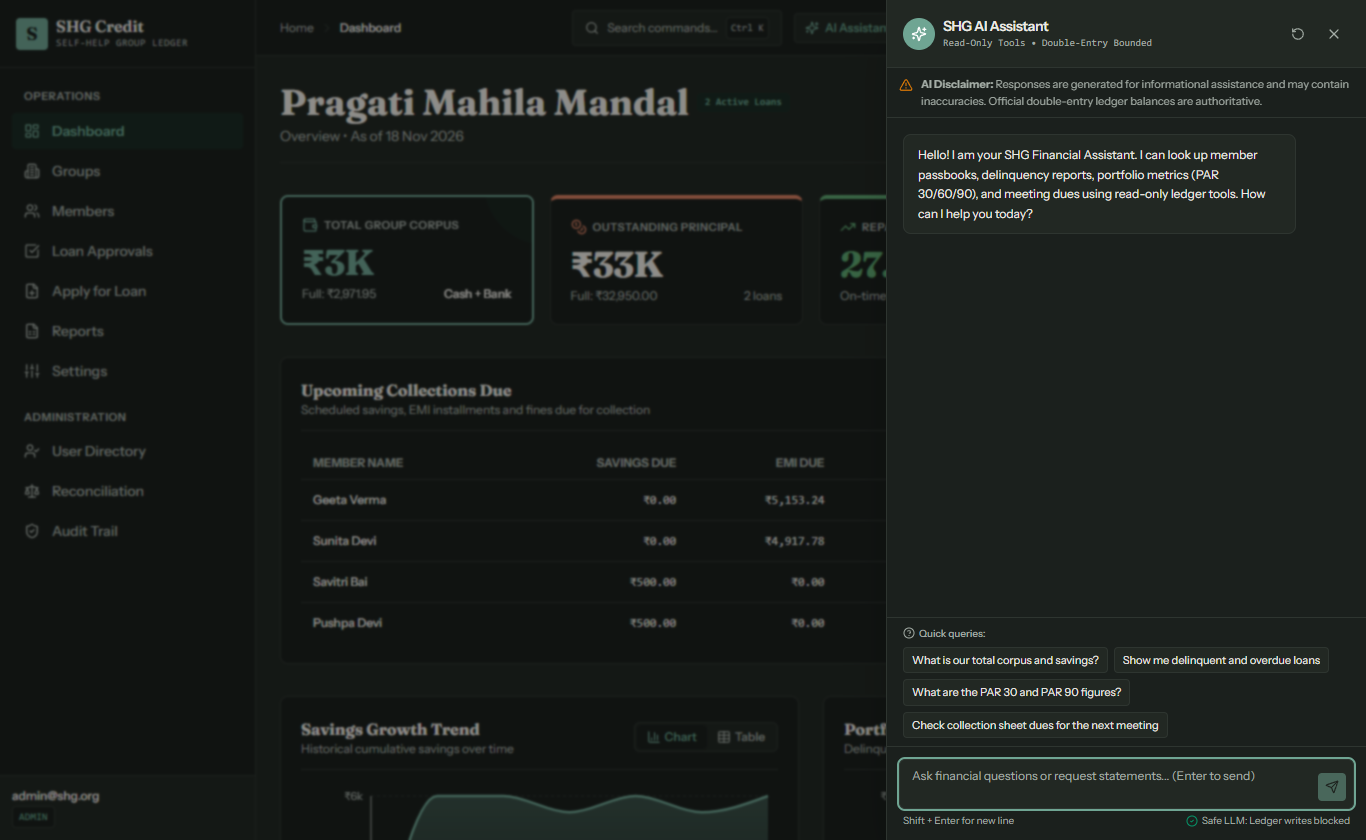 S
SHG Credit
SELF-HELP GROUP LEDGER
OPERATIONS
Dashboard
Groups
Members
Loan Approvals
Apply for Loan
Reports
Settings
ADMINISTRATION
User Directory
Reconciliation
Audit Trail
admin@shg.org
ADMIN
Home
Dashboard
Search commands...
Ctrl K
AI Assistan
Pragati Mahila Mandal
2 Active Loans
Overview • As of 18 Nov 2026
TOTAL GROUP CORPUS
₹3K
Full: ₹2,971.95
Cash + Bank
OUTSTANDING PRINCIPAL
₹33K
Full: ₹32,950.00
2 loans
REP
27.
On-time
Upcoming Collections Due
Scheduled savings, EMI installments and fines due for collection
MEMBER NAME SAVINGS DUE EMI DUE
Geeta Verma ₹0.00 ₹5,153.24
Sunita Devi ₹0.00 ₹4,917.78
Savitri Bai ₹500.00 ₹0.00
Pushpa Devi ₹500.00 ₹0.00
Savings Growth Trend
Historical cumulative savings over time
Chart
Table
₹6k
Portf
Delinqu
SHG AI Assistant
Read-Only Tools • Double-Entry Bounded
AI Disclaimer: Responses are generated for informational assistance and may contain
inaccuracies. Official double-entry ledger balances are authoritative.
Hello! I am your SHG Financial Assistant. I can look up member
passbooks, delinquency reports, portfolio metrics (PAR
30/60/90), and meeting dues using read-only ledger tools. How
can I help you today?
Quick queries:
What is our total corpus and savings?
Show me delinquent and overdue loans
What are the PAR 30 and PAR 90 figures?
Check collection sheet dues for the next meeting
Ask financial questions or request statements... (Enter to send)
Shift + Enter for new line
Safe LLM: Ledger writes blocked